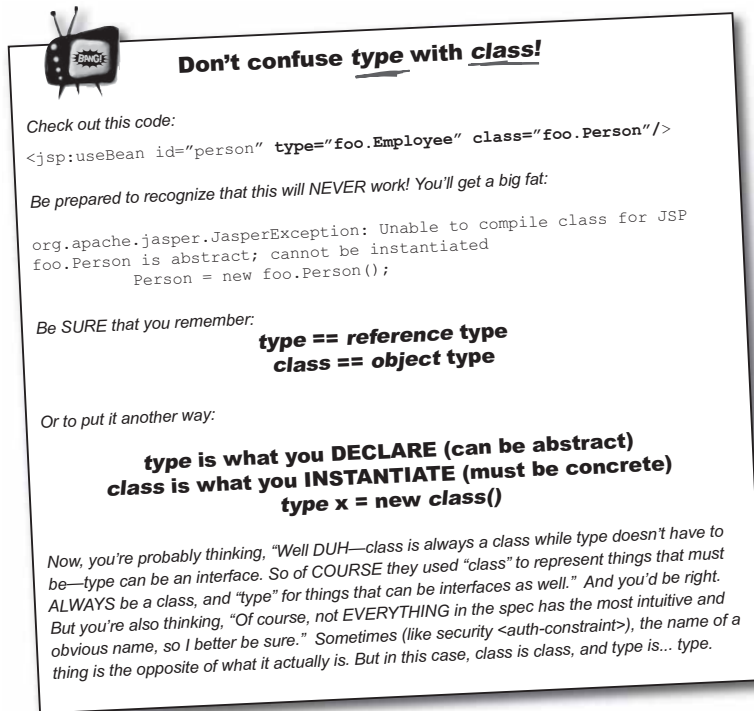 BANG!
Don't confuse type with class!
Check out this code:
<jsp:useBean id="person" type="foo.Employee" class="foo.Person"/>
Be prepared to recognize that this will NEVER work! You'll get a big fat:
org.apache.jasper.JasperException: Unable to compile class for JSP
foo.Person is abstract; cannot be instantiated
Person = new foo.Person();
Be SURE that you remember:
type == reference type
class == object type
Or to put it another way:
type is what you DECLARE (can be abstract)
class is what you INSTANTIATE (must be concrete)
type x = new class()
Now, you're probably thinking, “Well DUH—class is always a class while type doesn't have to
be—type can be an interface. So of COURSE they used “class” to represent things that must
ALWAYS be a class, and “type” for things that can be interfaces as well.” And you'd be right.
But you're also thinking, “Of course, not EVERYTHING in the spec has the most intuitive and
obvious name, so I better be sure.” Sometimes (like security <auth-constraint>), the name of a
thing is the opposite of what it actually is. But in this case, class is class, and type is... type.